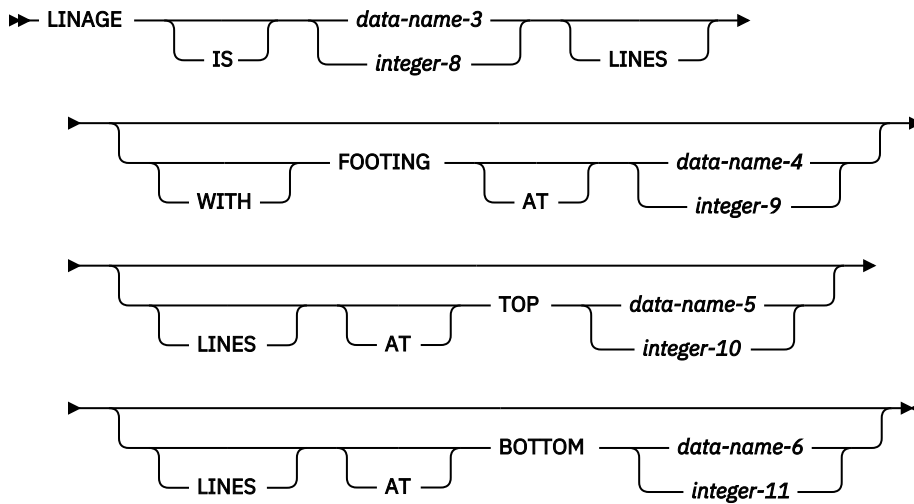 LINAGE data-name-3
IS integer-8 LINES
FOOTING data-name-4
WITH AT integer-9
TOP data-name-5
LINES AT integer-10
BOTTOM data-name-6
LINES AT integer-11